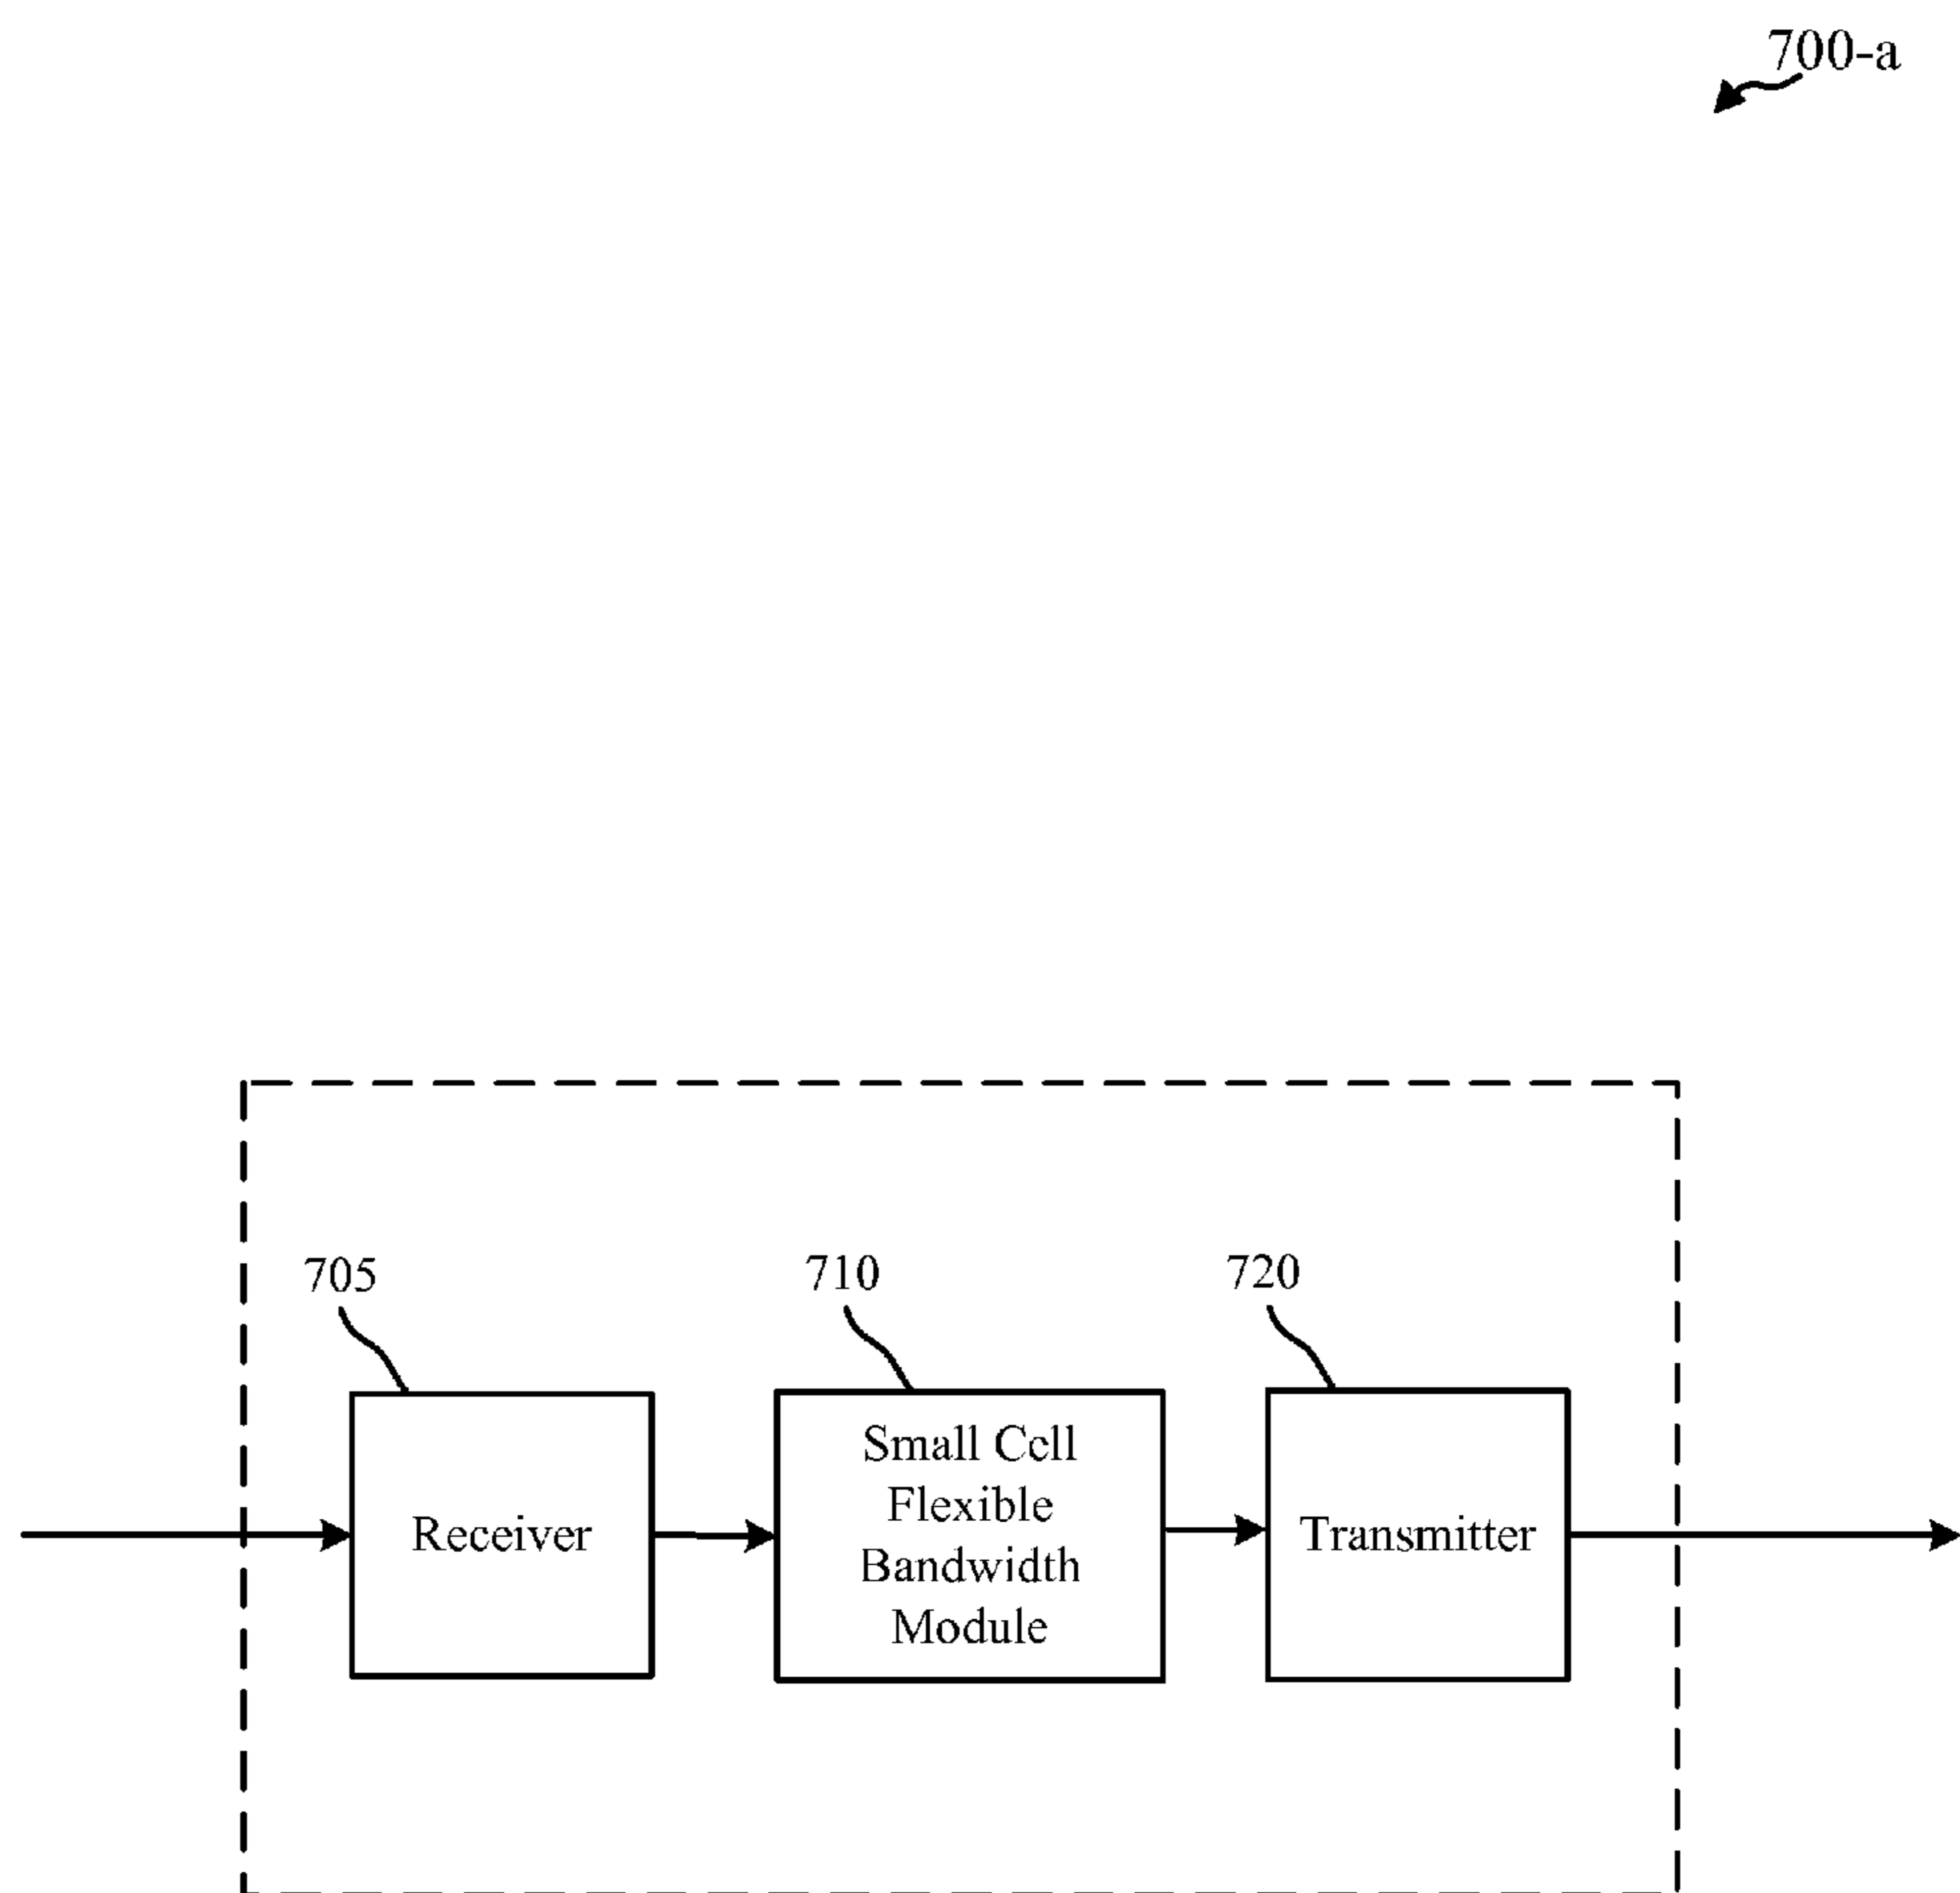 700-a
705
710
720
Receiver
Small Cell
Flexible
Bandwidth
Module
Transmitter